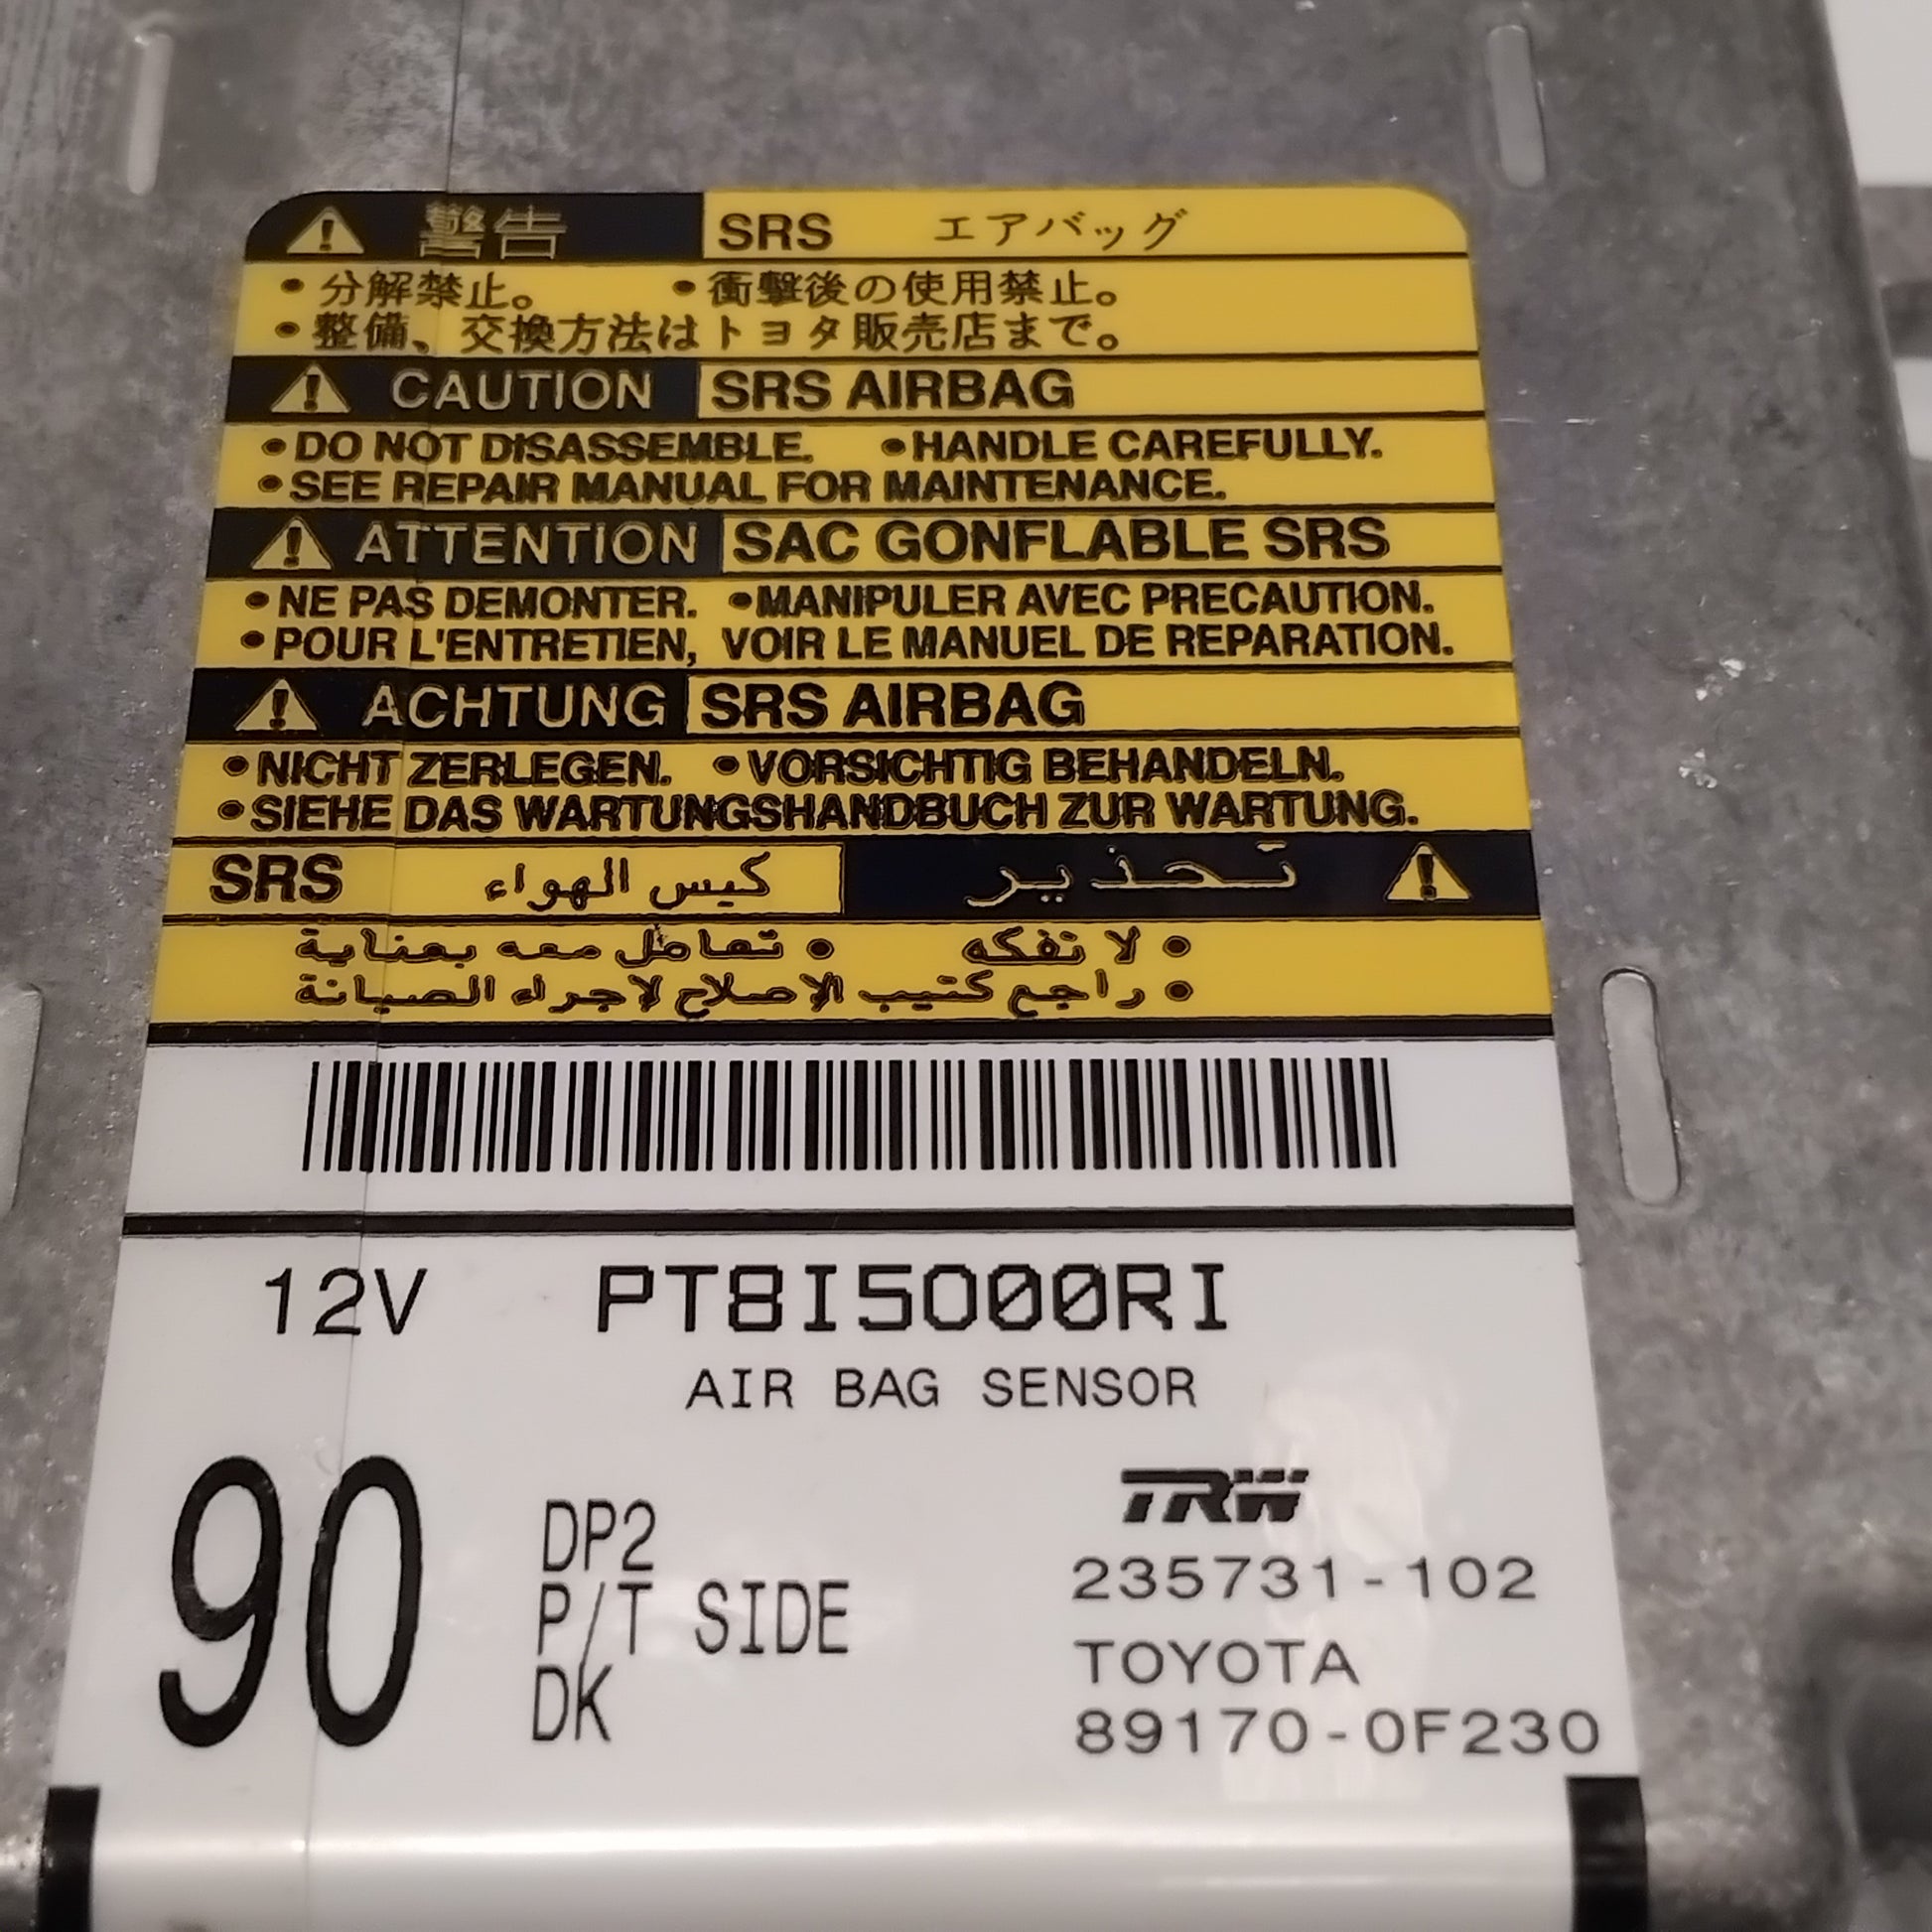 警告 SRS エアバッグ
• 分解禁止。 • 衝撃後の使用禁止。
• 整備、交換方法はトヨタ販売店まで。
CAUTION SRS AIRBAG
• DO NOT DISASSEMBLE. • HANDLE CAREFULLY.
• SEE REPAIR MANUAL FOR MAINTENANCE.
ATTENTION SAC GONFLABLE SRS
• NE PAS DEMONTER. • MANIPULER AVEC PRECAUTION.
• POUR L'ENTRETIEN, VOIR LE MANUEL DE REPARATION.
ACHTUNG SRS AIRBAG
• NICHT ZERLEGEN. • VORSICHTIG BEHANDELN.
• SIEHE DAS WARTUNGSHANDBUCH ZUR WARTUNG.
تحذير كيس الهواء SRS
• لا تفكه • تعامل معه بعناية
• راجع كتيب الإصلاح لاجراء الصيانة
12V PT8I5000RI
AIR BAG SENSOR
90
DP2
P/T SIDE
DK
TRW
235731-102
TOYOTA
89170-0F230